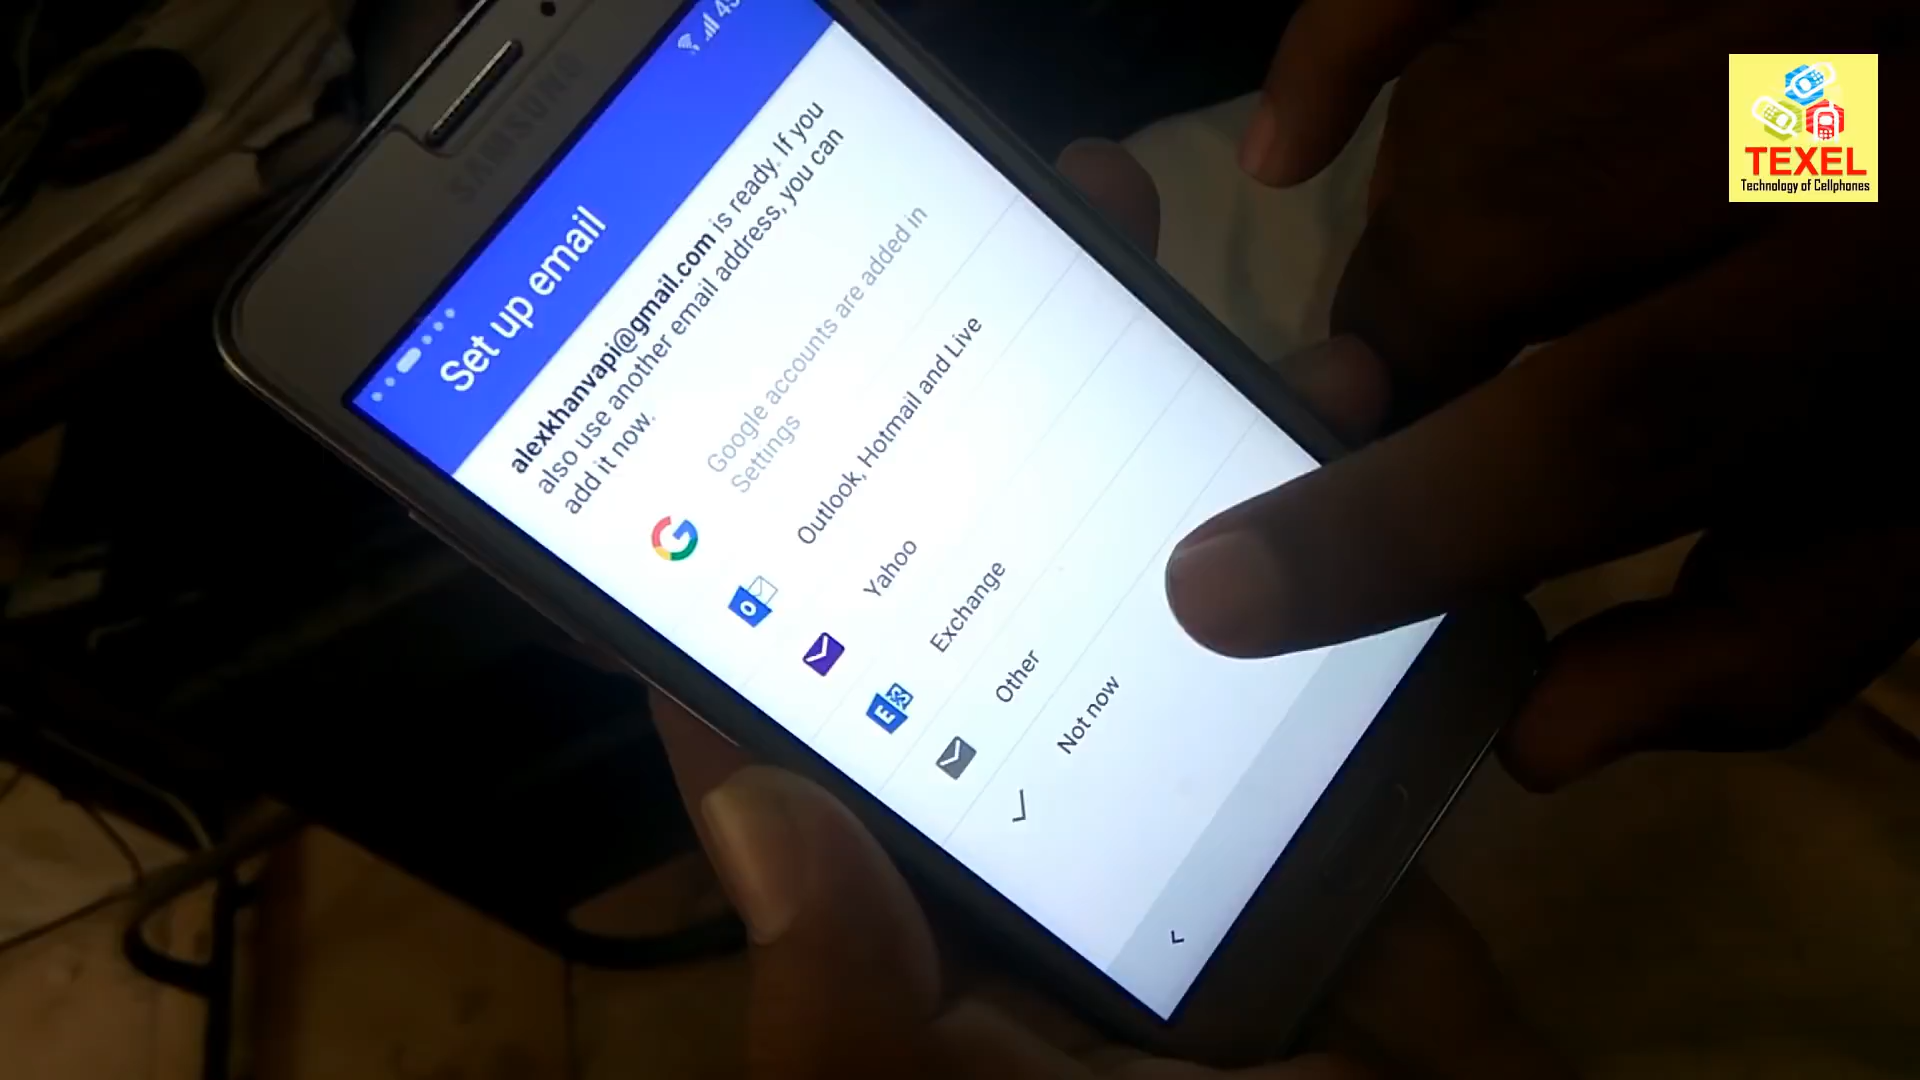 SAMSUNG
Set up email
alexkhanvapi@gmail.com is ready. If you
also use another email address, you can
add it now.
Google accounts are added in
Settings
Outlook, Hotmail and Live
Yahoo
Exchange
Other
Not now
TEXEL
Technology of Cellphones